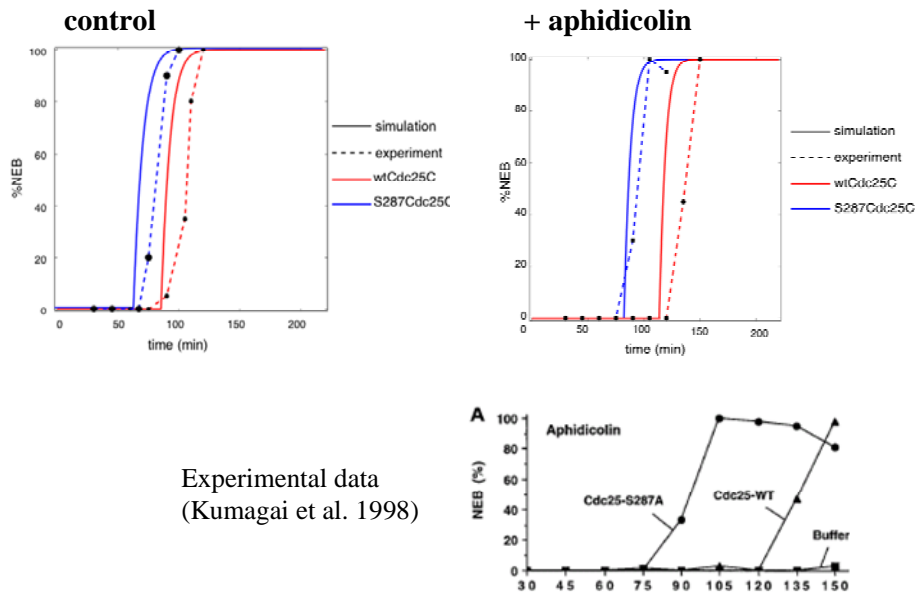 control
+ aphidicolin
100
80
60
40
20
0
%NEB
0 50 100 150 200
time (min)
simulation
experiment
wtCdc25C
S287Cdc25C
100
80
60
40
20
0
%NEB
0 50 100 150 200
time (min)
simulation
experiment
wtCdc25C
S287Cdc25C
Experimental data
(Kumagai et al. 1998)
A
Aphidicolin
100
80
60
40
20
0
NEB (%)
Cdc25-S287A
Cdc25-WT
Buffer
30 45 60 75 90 105 120 135 150